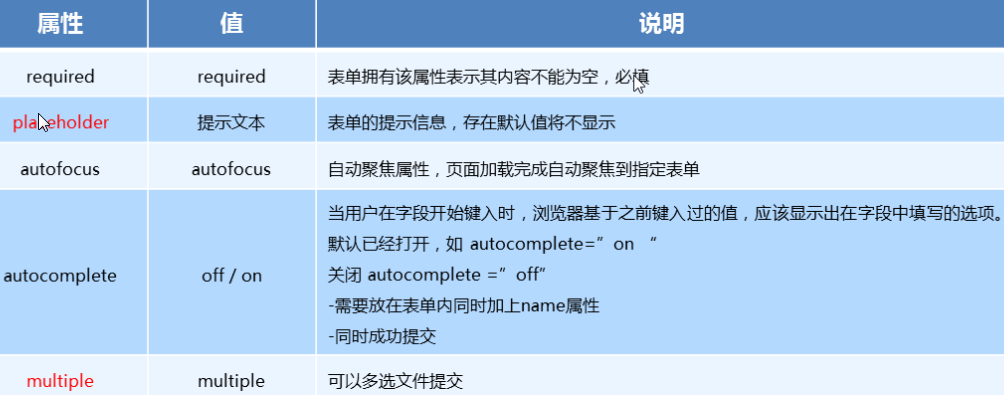 属性 值 说明
required required 表单拥有该属性表示其内容不能为空，必填
placeholder 提示文本 表单的提示信息，存在默认值将不显示
autofocus autofocus 自动聚焦属性，页面加载完成自动聚焦到指定表单
autocomplete off / on 当用户在字段开始键入时，浏览器基于之前键入过的值，应该显示出在字段中填写的选项。
默认已经打开，如 autocomplete=”on “
关闭 autocomplete =”off”
-需要放在表单内同时加上name属性
-同时成功提交
multiple multiple 可以多选文件提交